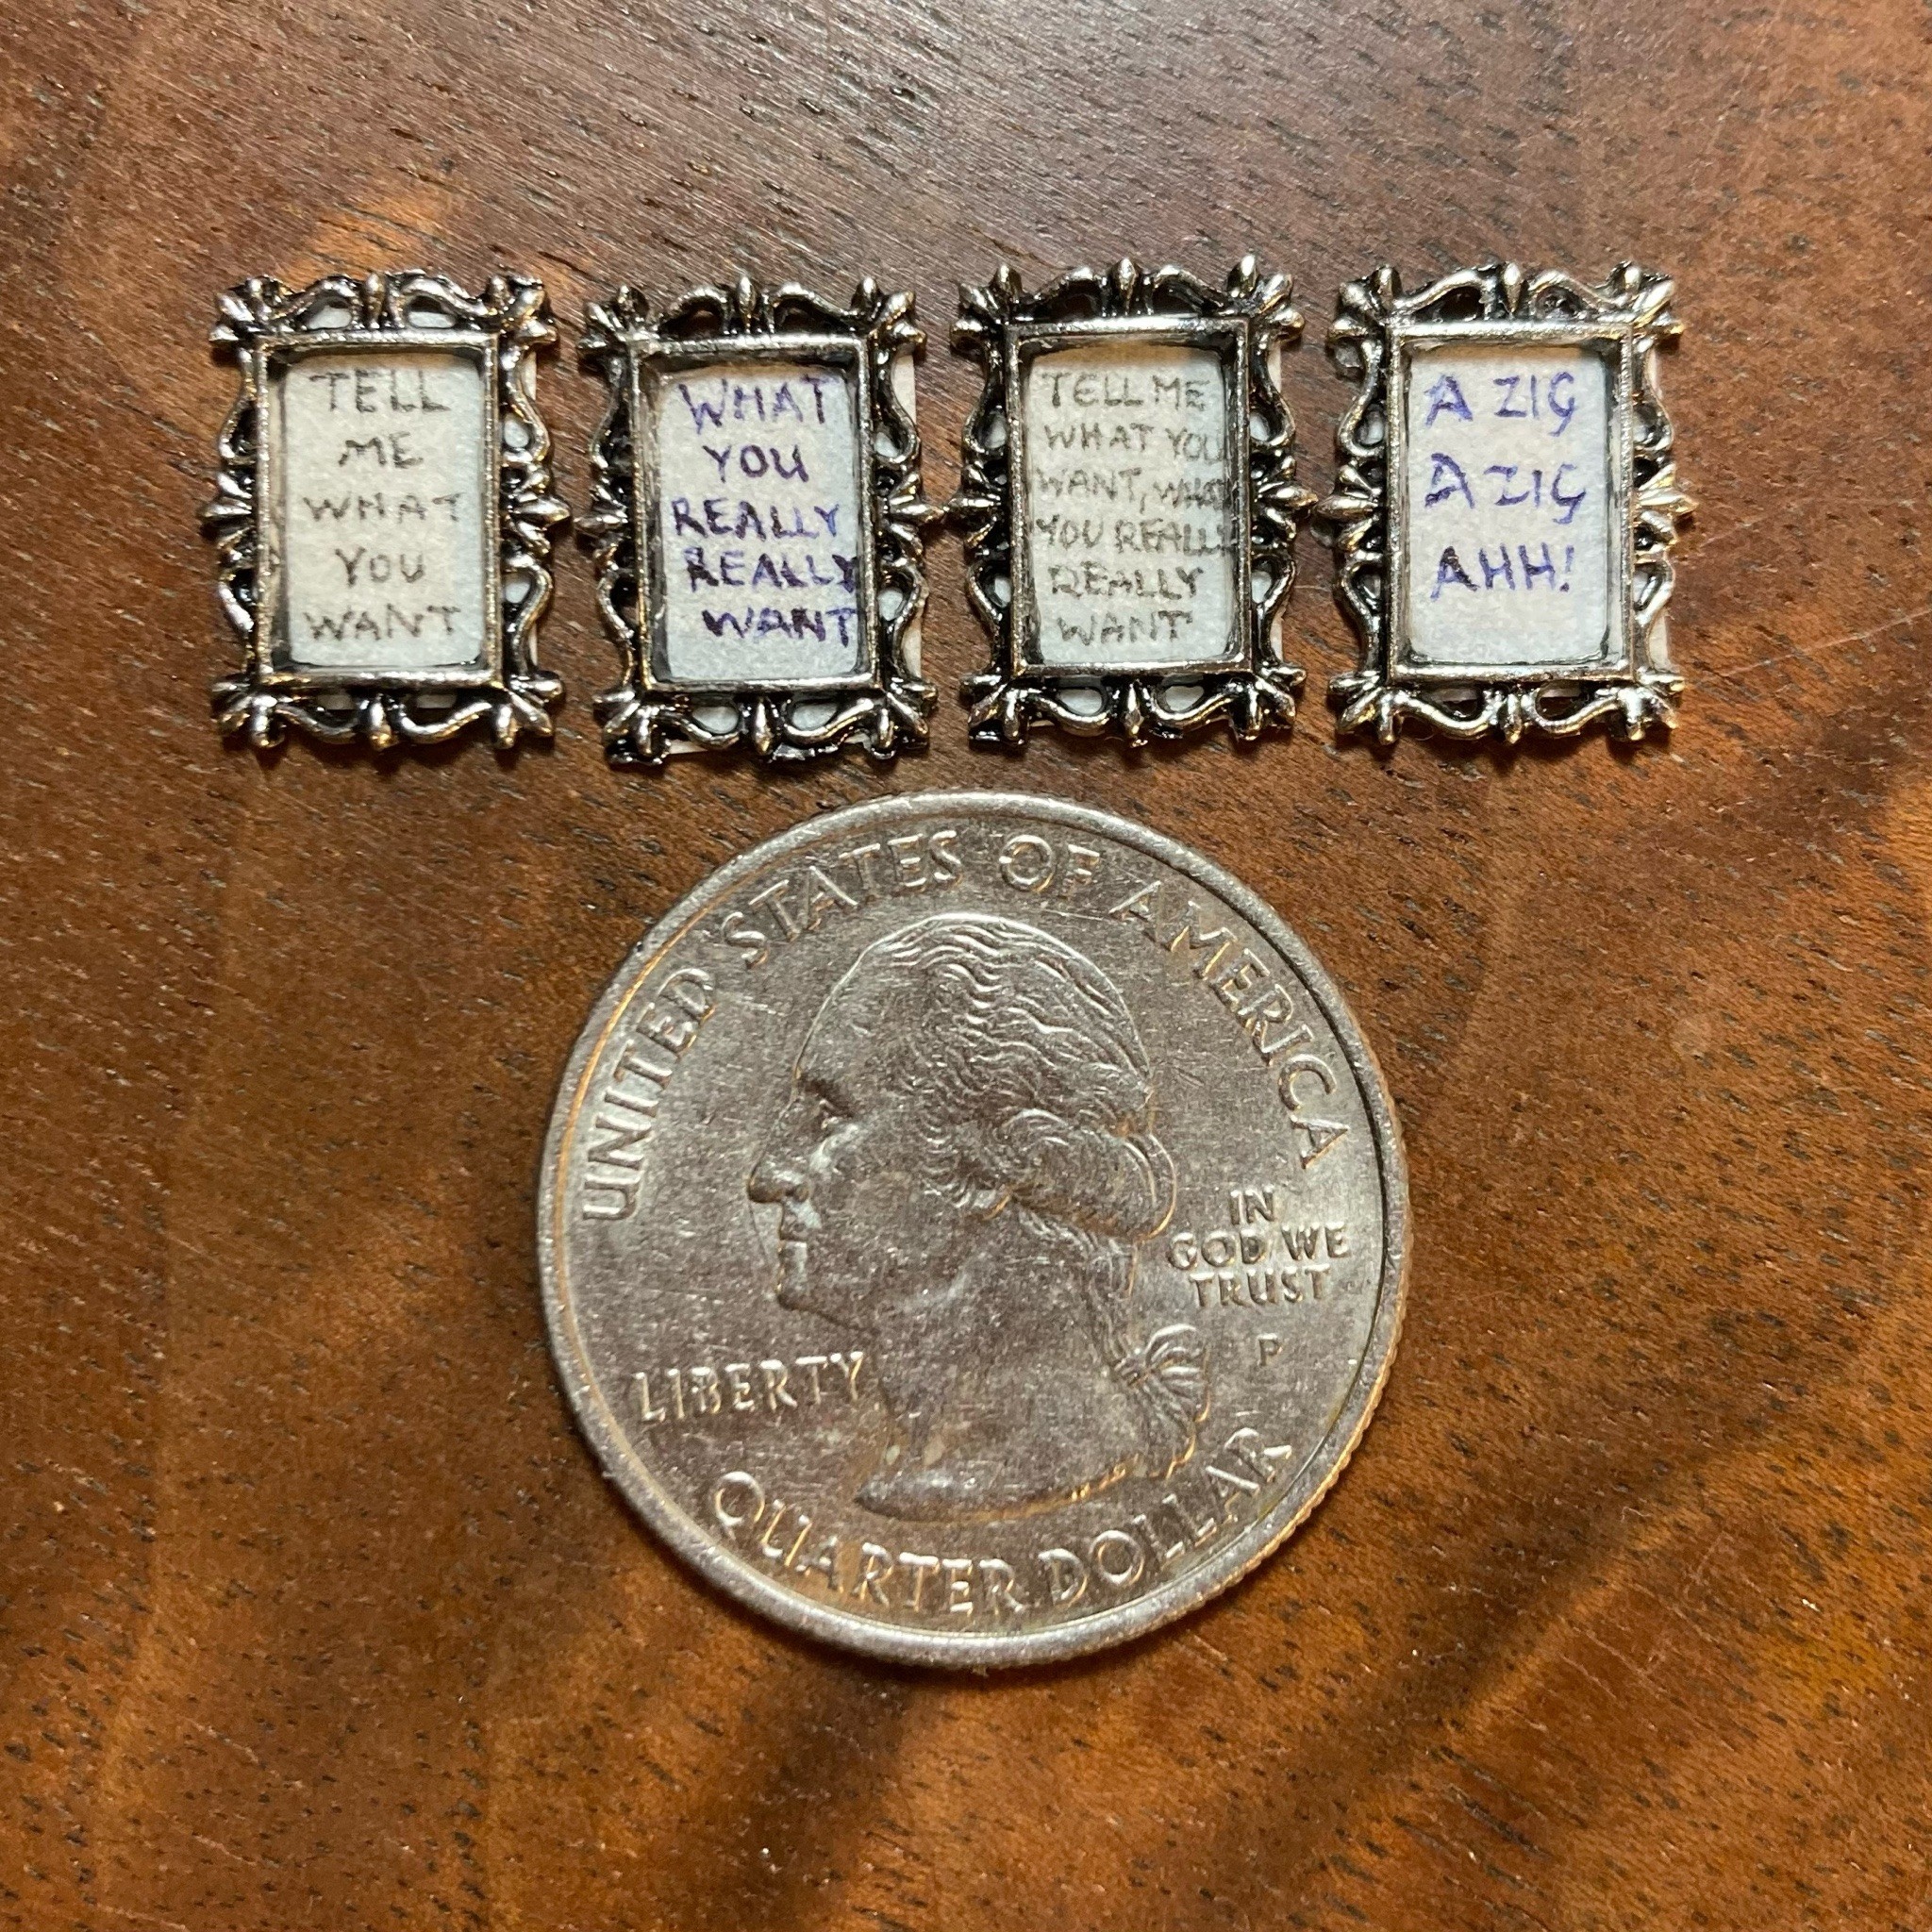 TELL
ME
WHAT
YOU
WANT
WHAT
YOU
REALLY
REALLY
WANT
TELL ME
WHAT YOU
WANT, WHAT
YOU REALLY
REALLY
WANT
A ZIG
A ZIG
AHH!
UNITED STATES OF AMERICA
IN
GOD WE
TRUST
P
LIBERTY
QUARTER DOLLAR